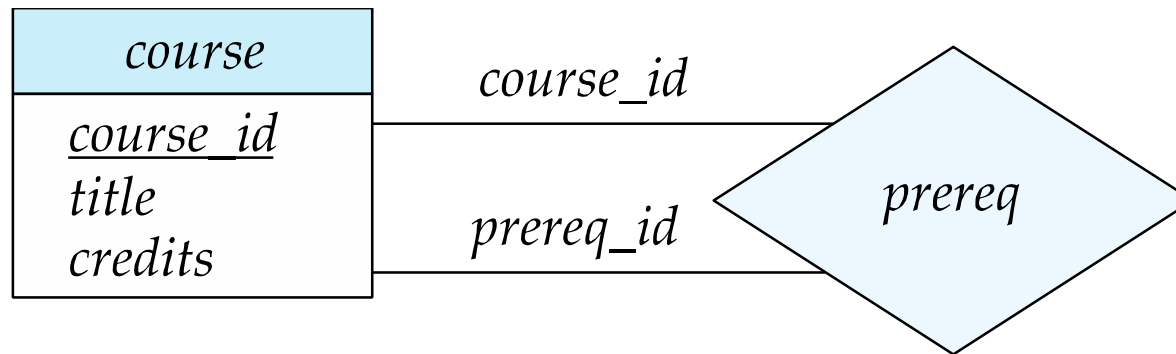 course
course_id
title
credits
course_id
prereq_id
prereq